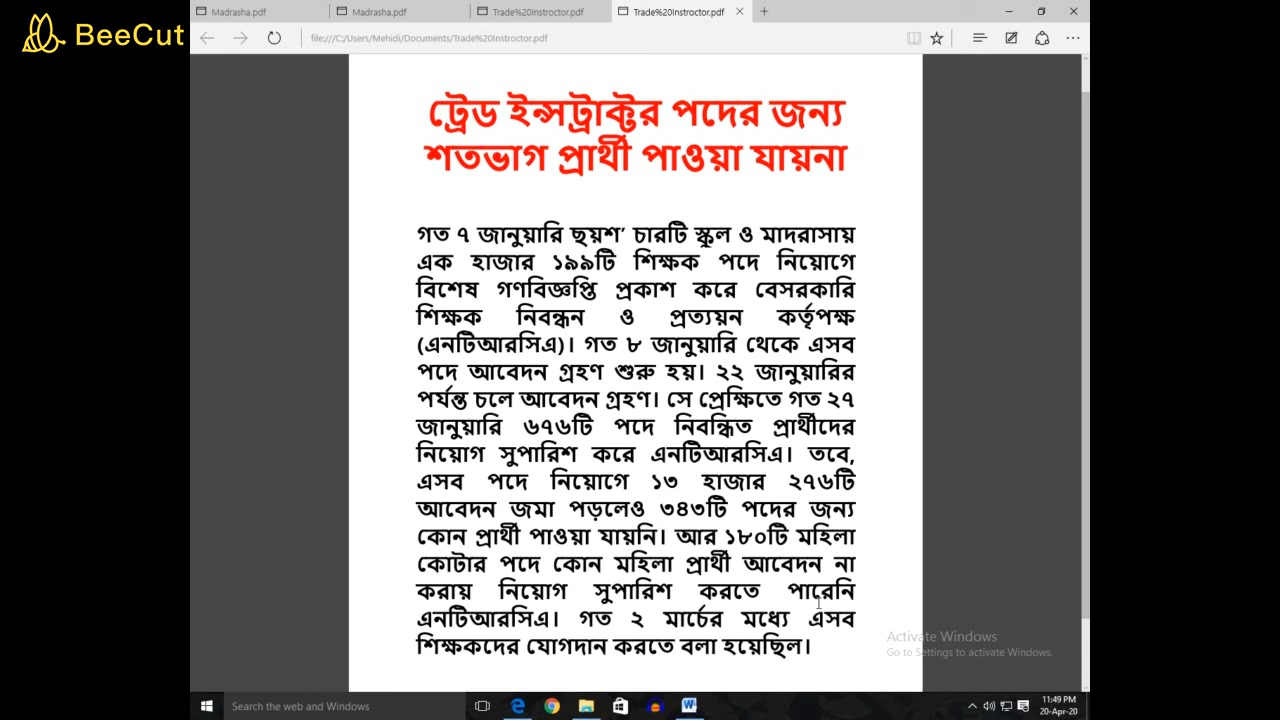 Madrasha.pdf
Madrasha.pdf
Trade%20Instructor.pdf
Trade%20Instructor.pdf
BeeCut
file:///C:/Users/Mehidi/Documents/Trade%20Instructor.pdf
ট্রেড ইন্সট্রাক্টর পদের জন্য
শতভাগ প্রার্থী পাওয়া যায়না
গত ৭ জানুয়ারি ছয়শ’ চারটি স্কুল ও মাদরাসায়
এক হাজার ১৯৯টি শিক্ষক পদে নিয়োগে
বিশেষ গণবিজ্ঞপ্তি প্রকাশ করে বেসরকারি
শিক্ষক নিবন্ধন ও প্রত্যয়ন কর্তৃপক্ষ
(এনটিআরসিএ)। গত ৮ জানুয়ারি থেকে এসব
পদে আবেদন গ্রহণ শুরু হয়। ২২ জানুয়ারির
পর্যন্ত চলে আবেদন গ্রহণ। সে প্রেক্ষিতে গত ২৭
জানুয়ারি ৬৭৬টি পদে নিবন্ধিত প্রার্থীদের
নিয়োগ সুপারিশ করে এনটিআরসিএ। তবে,
এসব পদে নিয়োগে ১৩ হাজার ২৭৬টি
আবেদন জমা পড়লেও ৩৪৩টি পদের জন্য
কোন প্রার্থী পাওয়া যায়নি। আর ১৮০টি মহিলা
কোটার পদে কোন মহিলা প্রার্থী আবেদন না
করায় নিয়োগ সুপারিশ করতে পারেনি
এনটিআরসিএ। গত ২ মার্চের মধ্যে এসব
শিক্ষকদের যোগদান করতে বলা হয়েছিল।
Activate Windows
Go to Settings to activate Windows.
Search the web and Windows
11:49 PM
20-Apr-20